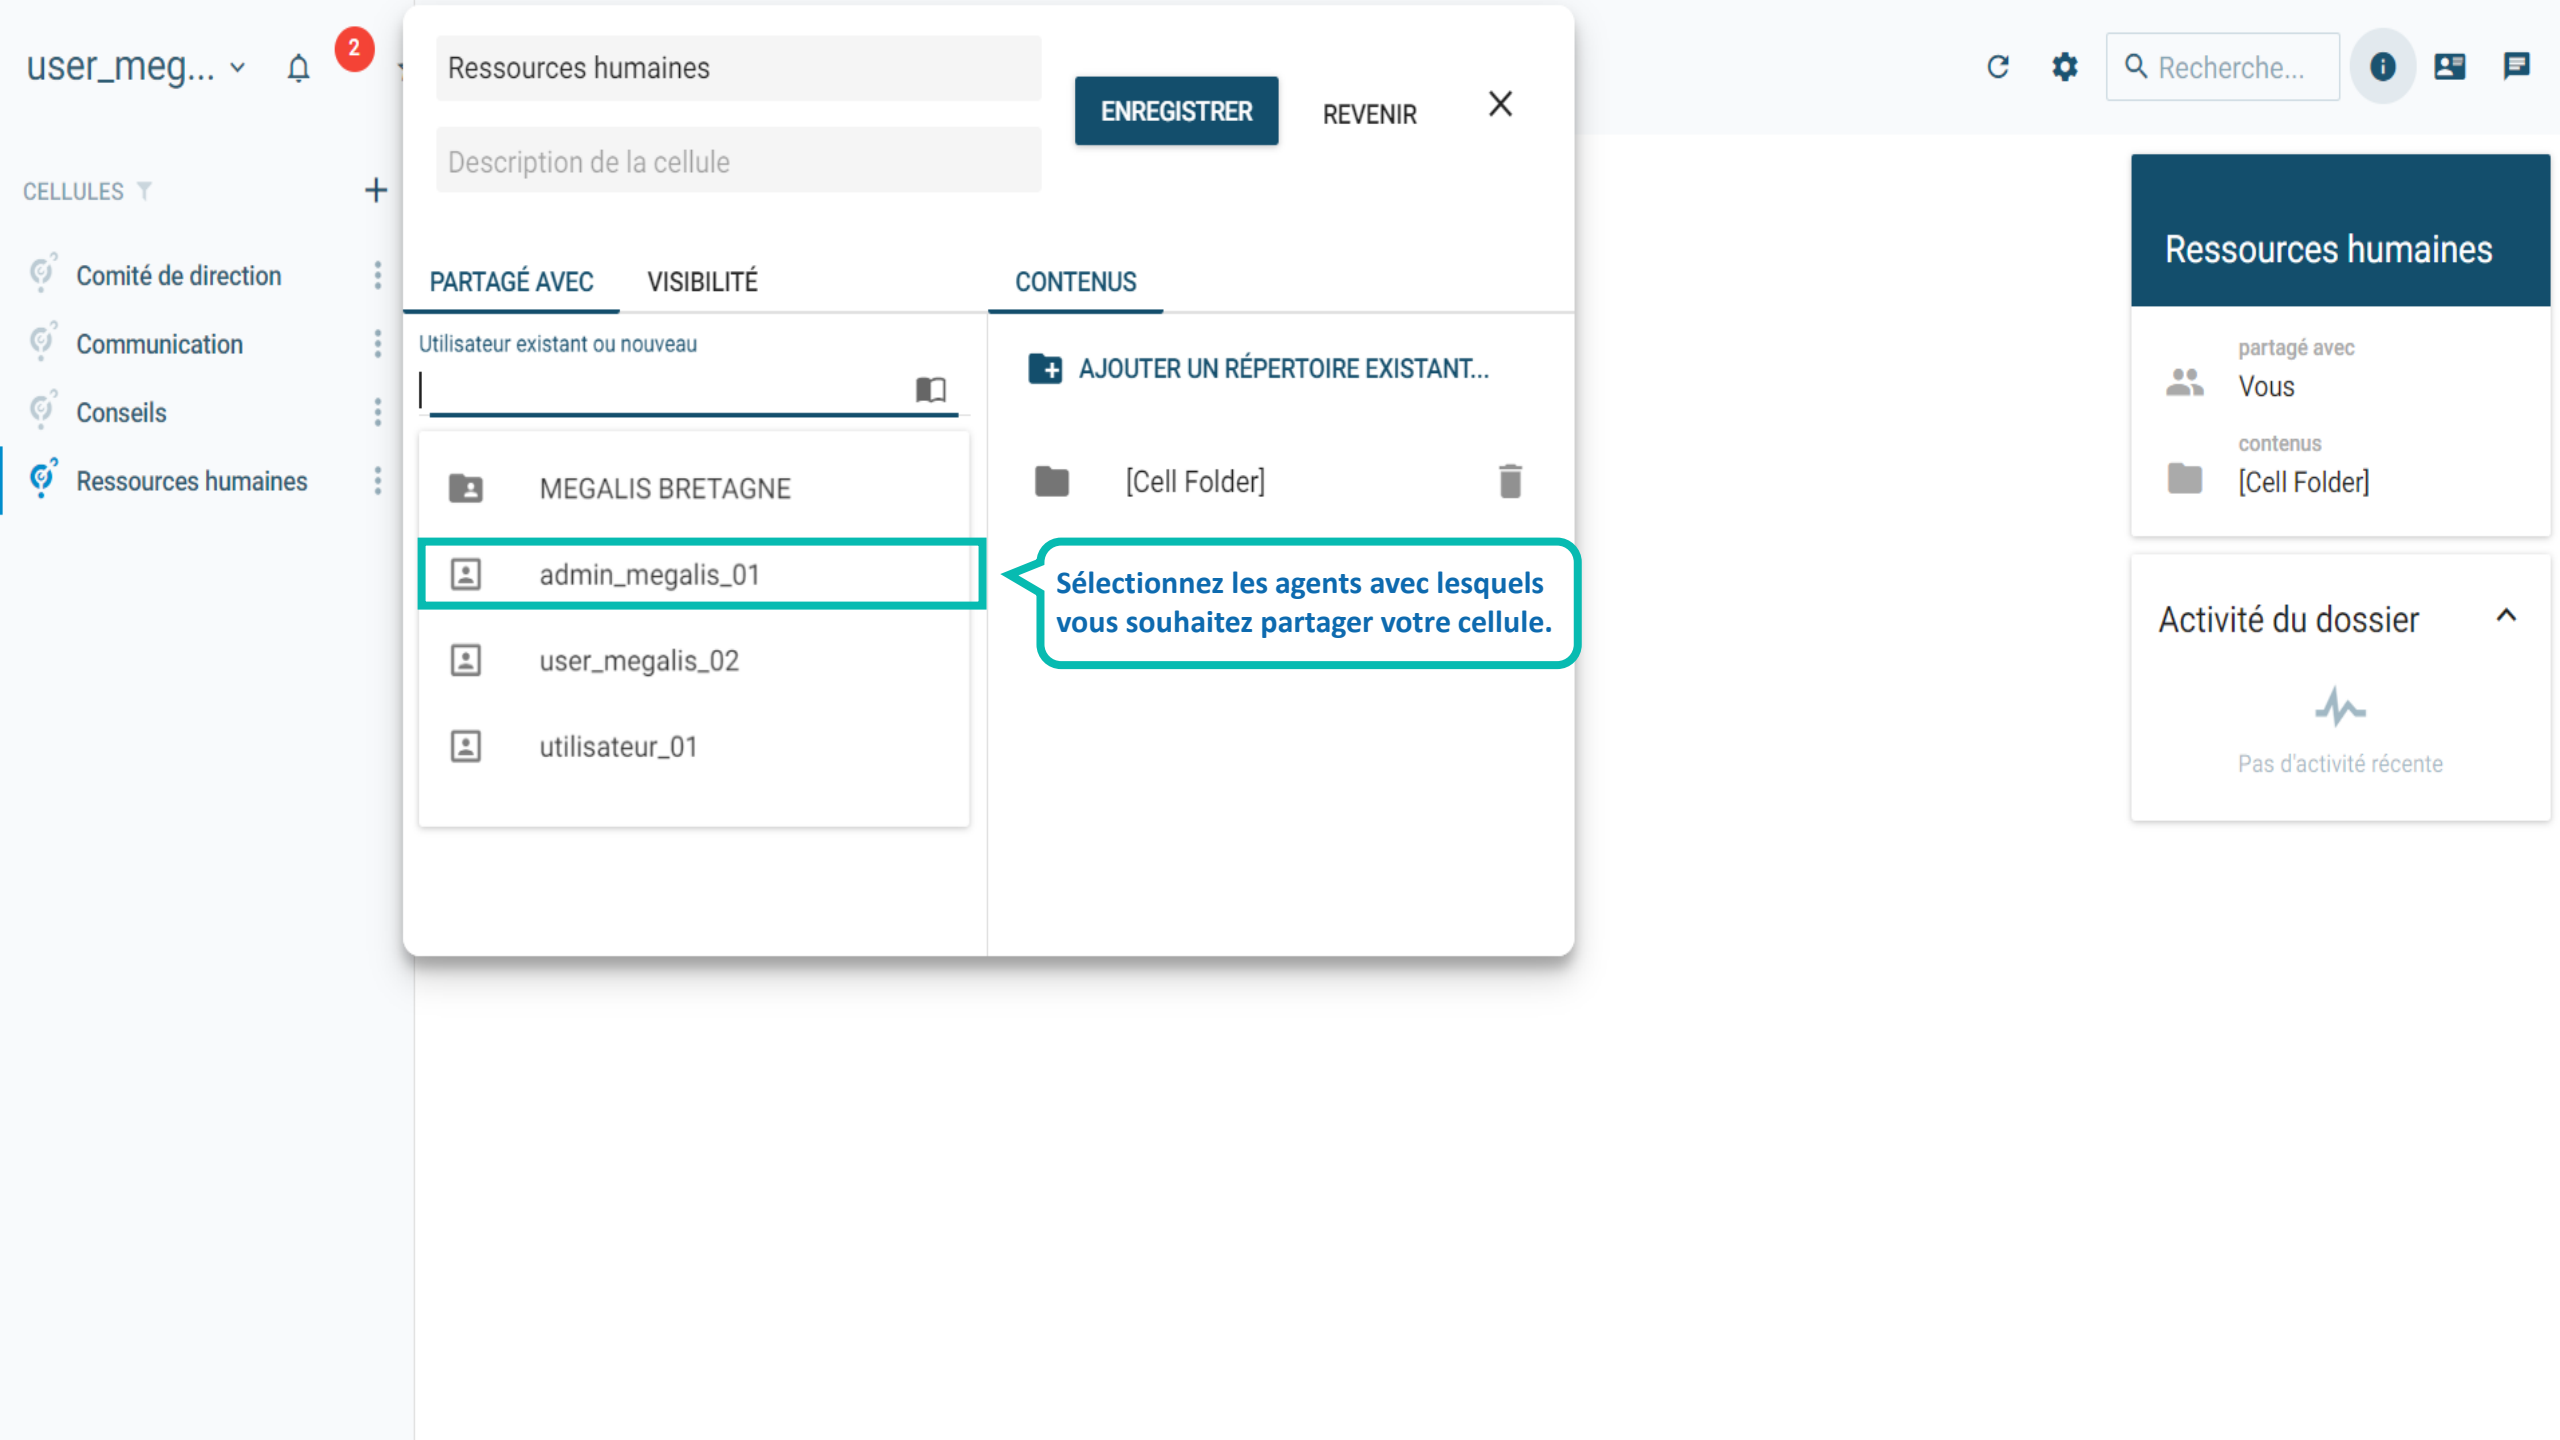 user_meg...
2
CELLULES
Comité de direction
Communication
Conseils
Ressources humaines
Ressources humaines
Description de la cellule
ENREGISTRER
REVENIR
PARTAGÉ AVEC
VISIBILITÉ
Utilisateur existant ou nouveau
MEGALIS BRETAGNE
admin_megalis_01
user_megalis_02
utilisateur_01
CONTENUS
AJOUTER UN RÉPERTOIRE EXISTANT...
[Cell Folder]
Sélectionnez les agents avec lesquels
vous souhaitez partager votre cellule.
Recherche...
Ressources humaines
partagé avec
Vous
contenus
[Cell Folder]
Activité du dossier
Pas d'activité récente